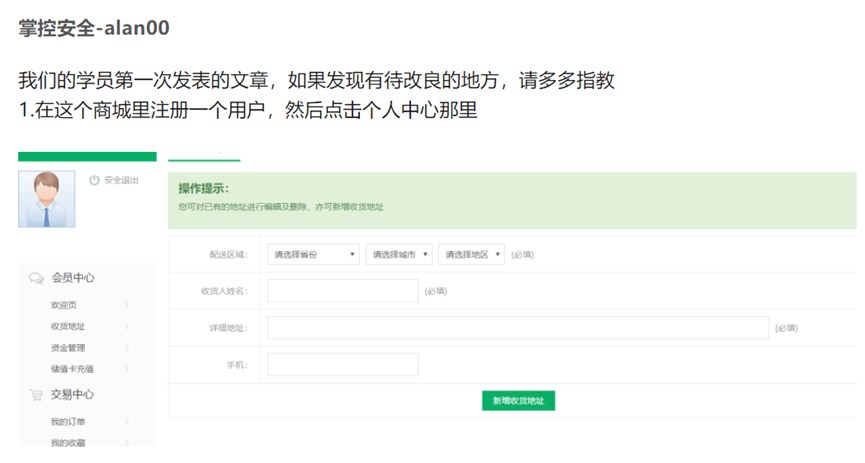 掌控安全-alan00
我们的学员第一次发表的文章，如果发现有待改良的地方，请多多指教
1.在这个商城里注册一个用户，然后点击个人中心那里
安全退出
操作提示：
您可对已有的地址进行编辑及删除，亦可新增收货地址
配送区域： 请选择省份 请选择城市 请选择地区 (必填)
收货人姓名： (必填)
详细地址： (必填)
手机：
新增收货地址
会员中心
欢迎页
收货地址
资金管理
储值卡充值
交易中心
我的订单
我的收藏